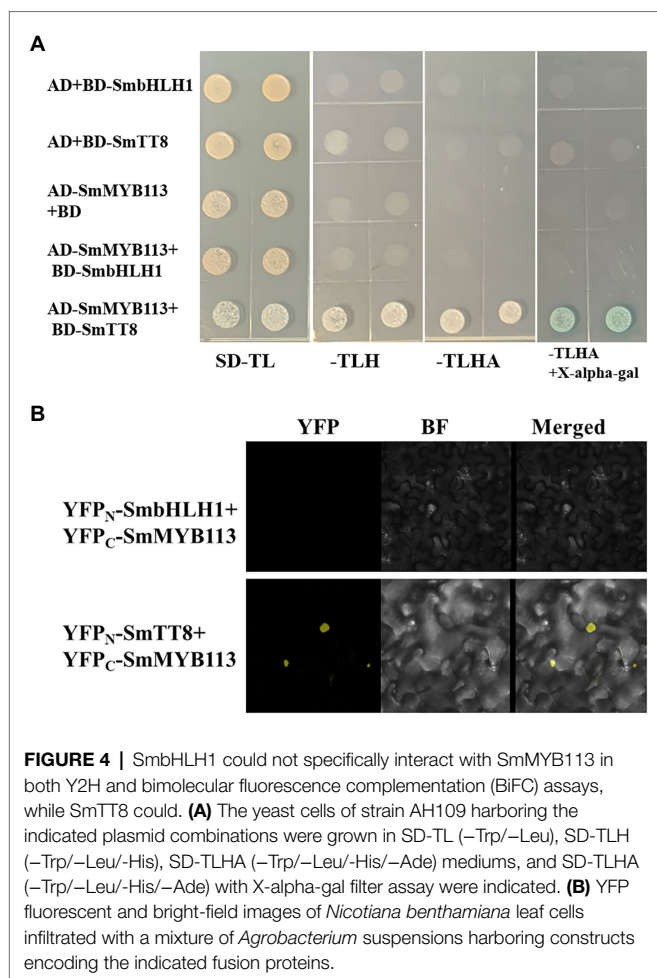 A
AD+BD-SmbHLH1
AD+BD-SmTT8
AD-SmMYB113
+BD
AD-SmMYB113+
BD-SmbHLH1
AD-SmMYB113+
BD-SmTT8
SD-TL
-TLH
-TLHA
-TLHA
+X-alpha-gal
B
YFP
BF
Merged
YFPN-SmbHLH1+
YFPC-SmMYB113
YFPN-SmTT8+
YFPC-SmMYB113
FIGURE 4 | SmbHLH1 could not specifically interact with SmMYB113 in
both Y2H and bimolecular fluorescence complementation (BiFC) assays,
while SmTT8 could. (A) The yeast cells of strain AH109 harboring the
indicated plasmid combinations were grown in SD-TL (−Trp/−Leu), SD-TLH
(−Trp/−Leu/-His), SD-TLHA (−Trp/−Leu/-His/−Ade) mediums, and SD-TLHA
(−Trp/−Leu/-His/−Ade) with X-alpha-gal filter assay were indicated. (B) YFP
fluorescent and bright-field images of Nicotiana benthamiana leaf cells
infiltrated with a mixture of Agrobacterium suspensions harboring constructs
encoding the indicated fusion proteins.